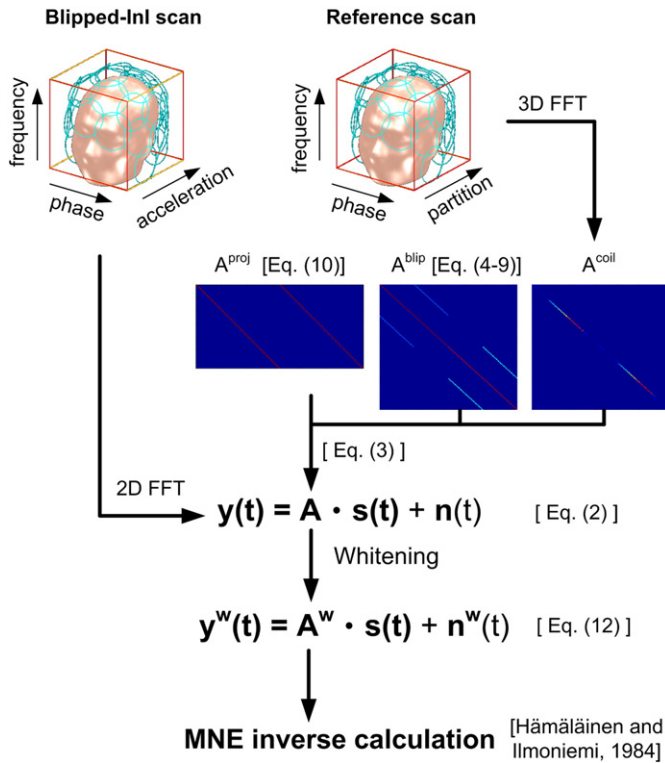 Blipped-InI scan
Reference scan
frequency
phase
acceleration
frequency
phase
partition
3D FFT
A^proj [Eq. (10)]
A^blip [Eq. (4-9)]
A^coil
[ Eq. (3) ]
2D FFT
y(t) = A · s(t) + n(t)
[ Eq. (2) ]
Whitening
y^w(t) = A^w · s(t) + n^w(t)
[ Eq. (12) ]
MNE inverse calculation
[Hämäläinen and
Ilmoniemi, 1984]